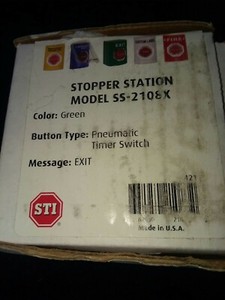 STOPPER STATION
MODEL SS-2108X
Color: Green
Button Type: Pneumatic
Timer Switch
Message: EXIT
STI
Made in U.S.A.